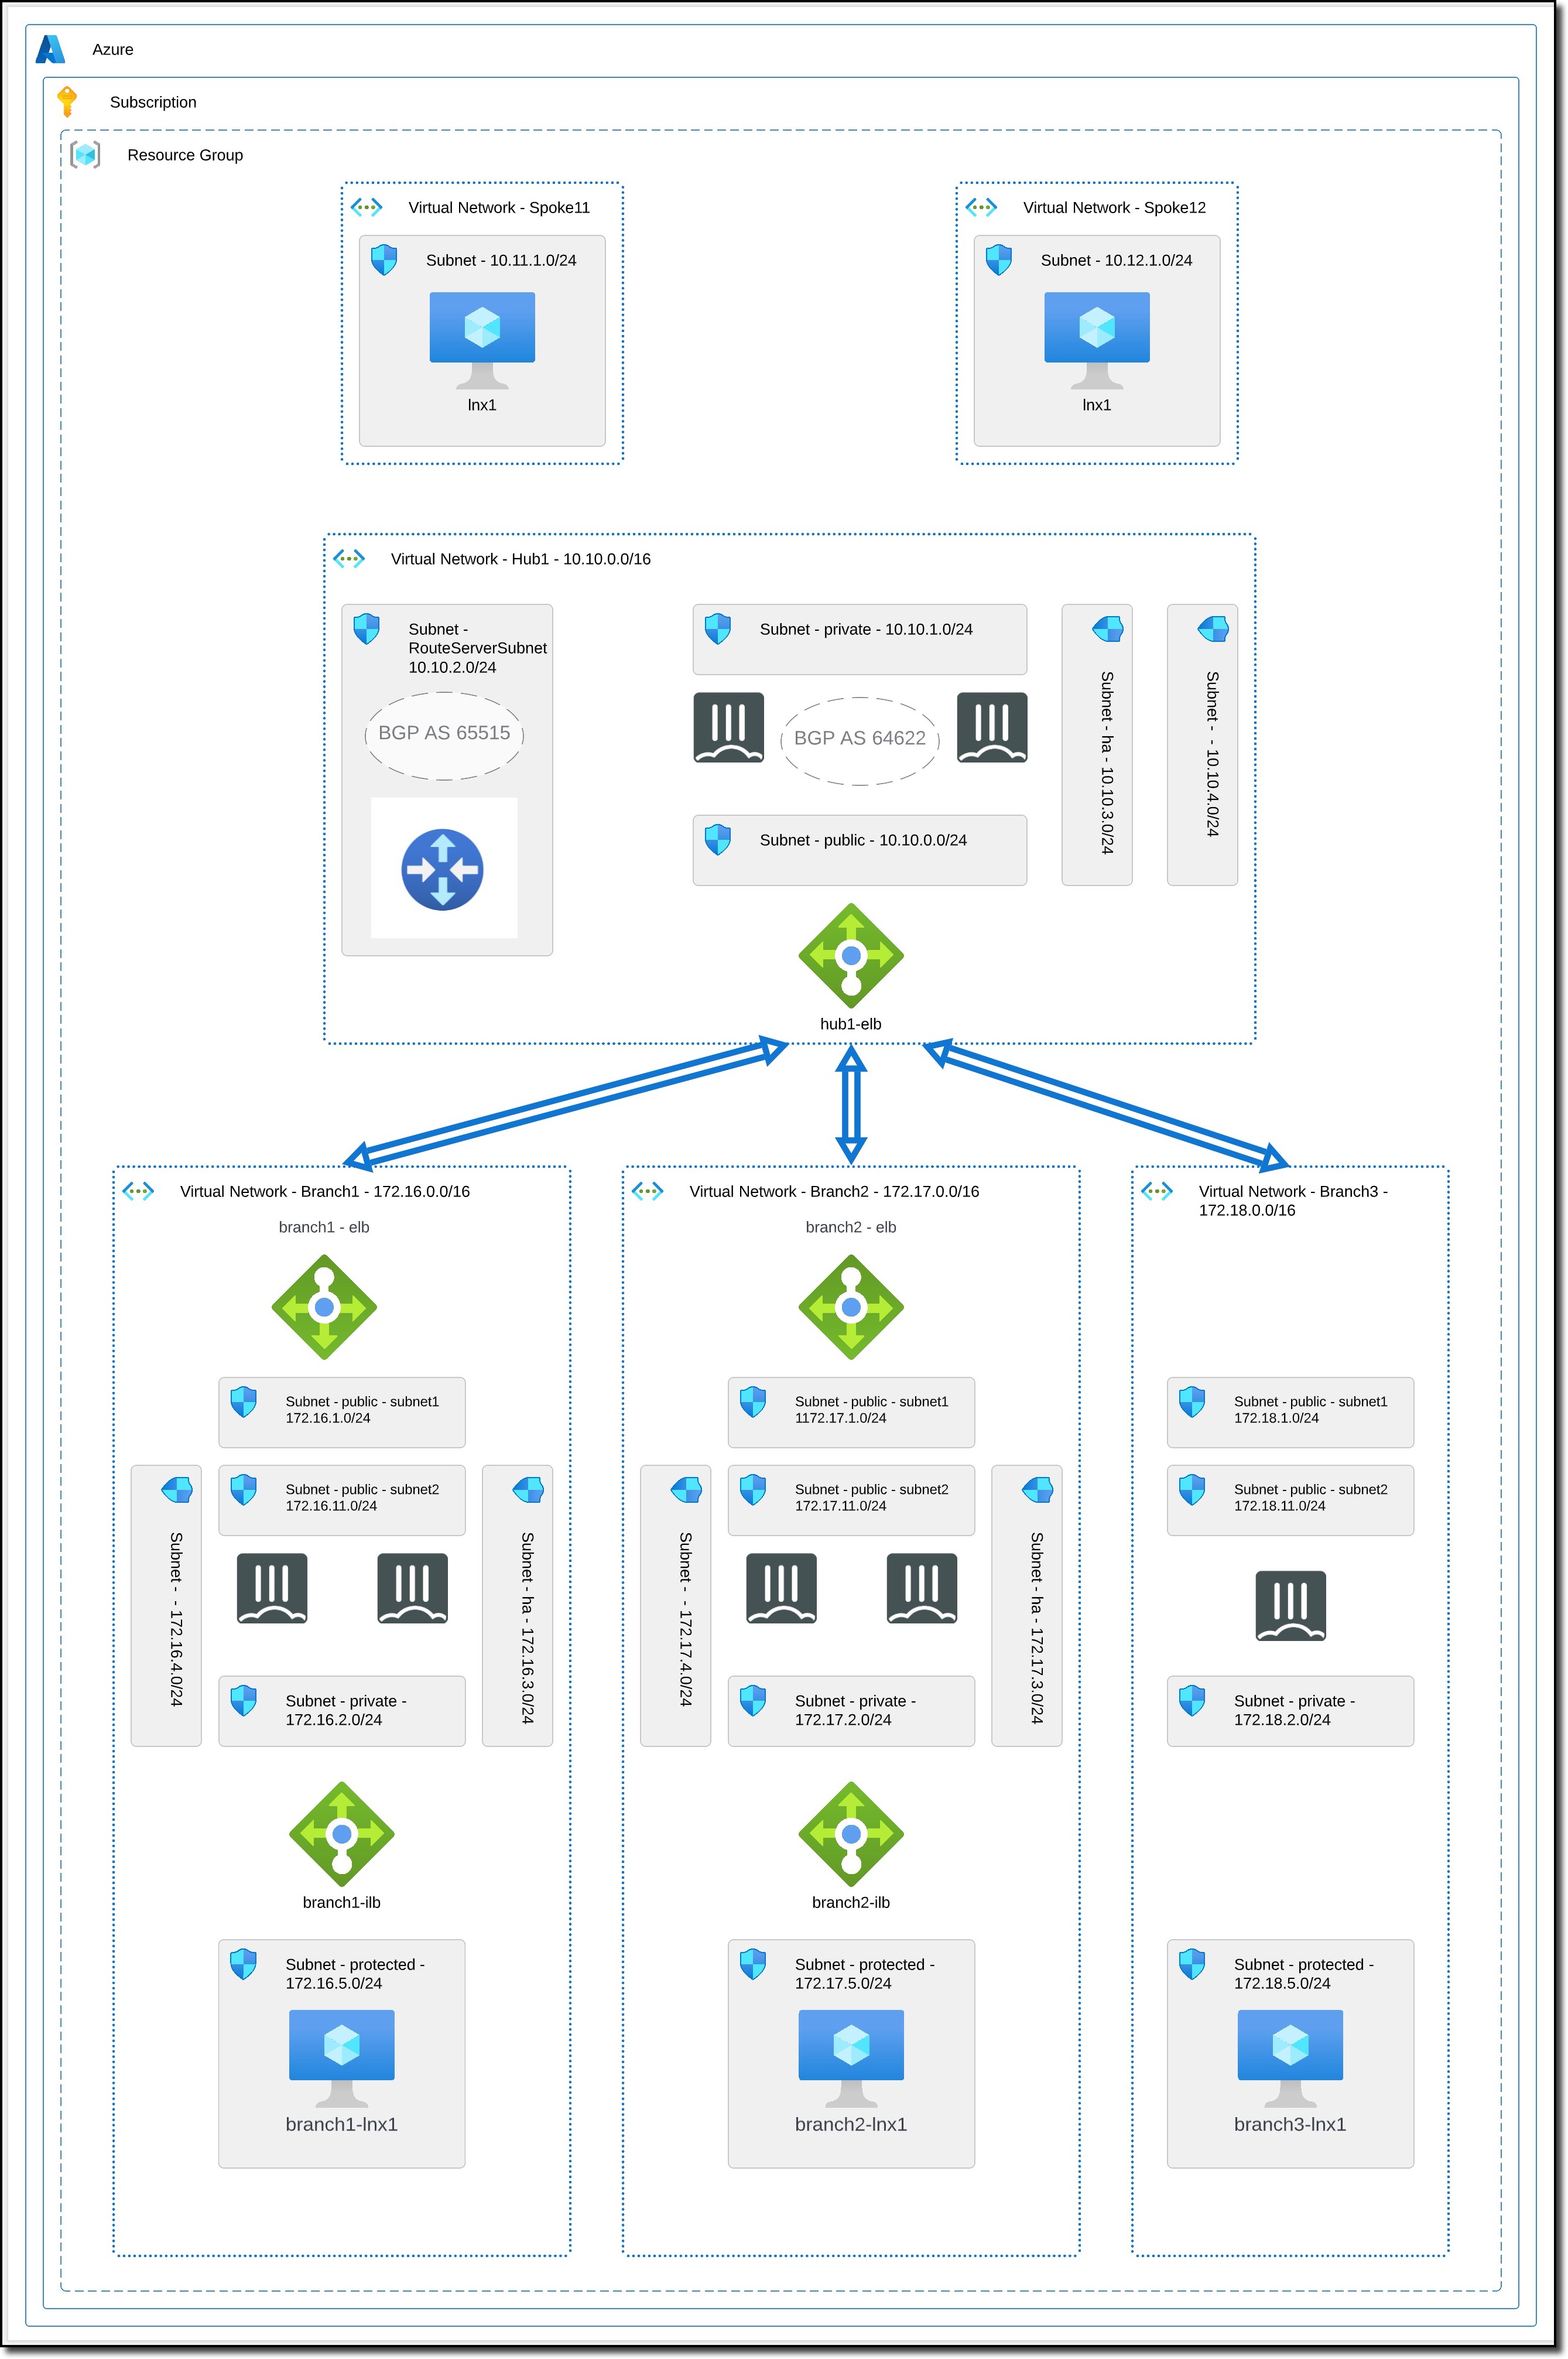 Azure
Subscription
Resource Group
Virtual Network - Spoke11
Subnet - 10.11.1.0/24
lnx1
Virtual Network - Spoke12
Subnet - 10.12.1.0/24
lnx1
Virtual Network - Hub1 - 10.10.0.0/16
Subnet -
RouteServerSubnet
10.10.2.0/24
BGP AS 65515
Subnet - private - 10.10.1.0/24
BGP AS 64622
Subnet - public - 10.10.0.0/24
Subnet - ha - 10.10.3.0/24
Subnet - - 10.10.4.0/24
hub1-elb
Virtual Network - Branch1 - 172.16.0.0/16
branch1 - elb
Subnet - public - subnet1
172.16.1.0/24
Subnet - public - subnet2
172.16.11.0/24
Subnet - - 172.16.4.0/24
Subnet - ha - 172.16.3.0/24
Subnet - private -
172.16.2.0/24
branch1-ilb
Subnet - protected -
172.16.5.0/24
branch1-lnx1
Virtual Network - Branch2 - 172.17.0.0/16
branch2 - elb
Subnet - public - subnet1
1172.17.1.0/24
Subnet - public - subnet2
172.17.11.0/24
Subnet - - 172.17.4.0/24
Subnet - ha - 172.17.3.0/24
Subnet - private -
172.17.2.0/24
branch2-ilb
Subnet - protected -
172.17.5.0/24
branch2-lnx1
Virtual Network - Branch3 -
172.18.0.0/16
Subnet - public - subnet1
172.18.1.0/24
Subnet - public - subnet2
172.18.11.0/24
Subnet - private -
172.18.2.0/24
Subnet - protected -
172.18.5.0/24
branch3-lnx1